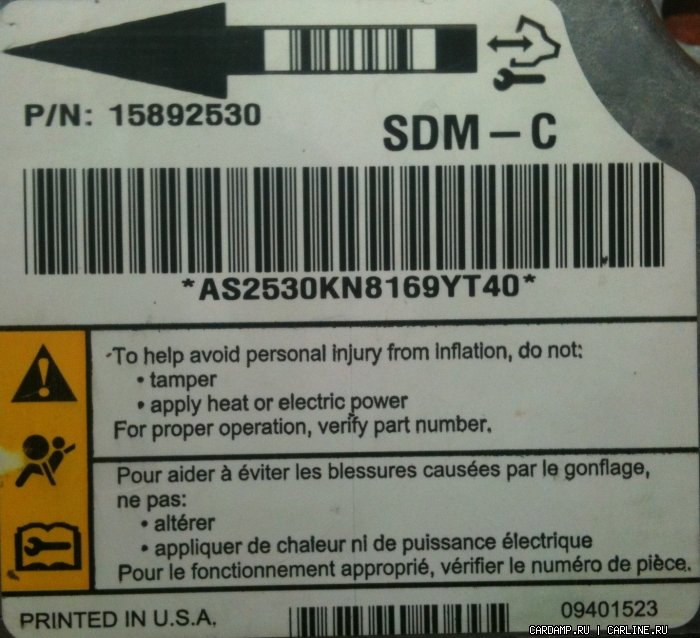 P/N: 15892530
SDM – C
*AS2530KN8169YT40*
To help avoid personal injury from inflation, do not:
• tamper
• apply heat or electric power
For proper operation, verify part number.
Pour aider à éviter les blessures causées par le gonflage,
ne pas:
• altérer
• appliquer de chaleur ni de puissance électrique
Pour le fonctionnement approprié, vérifier le numéro de pièce.
PRINTED IN U.S.A.
09401523
CARDAMP.RU | CARLINE.RU